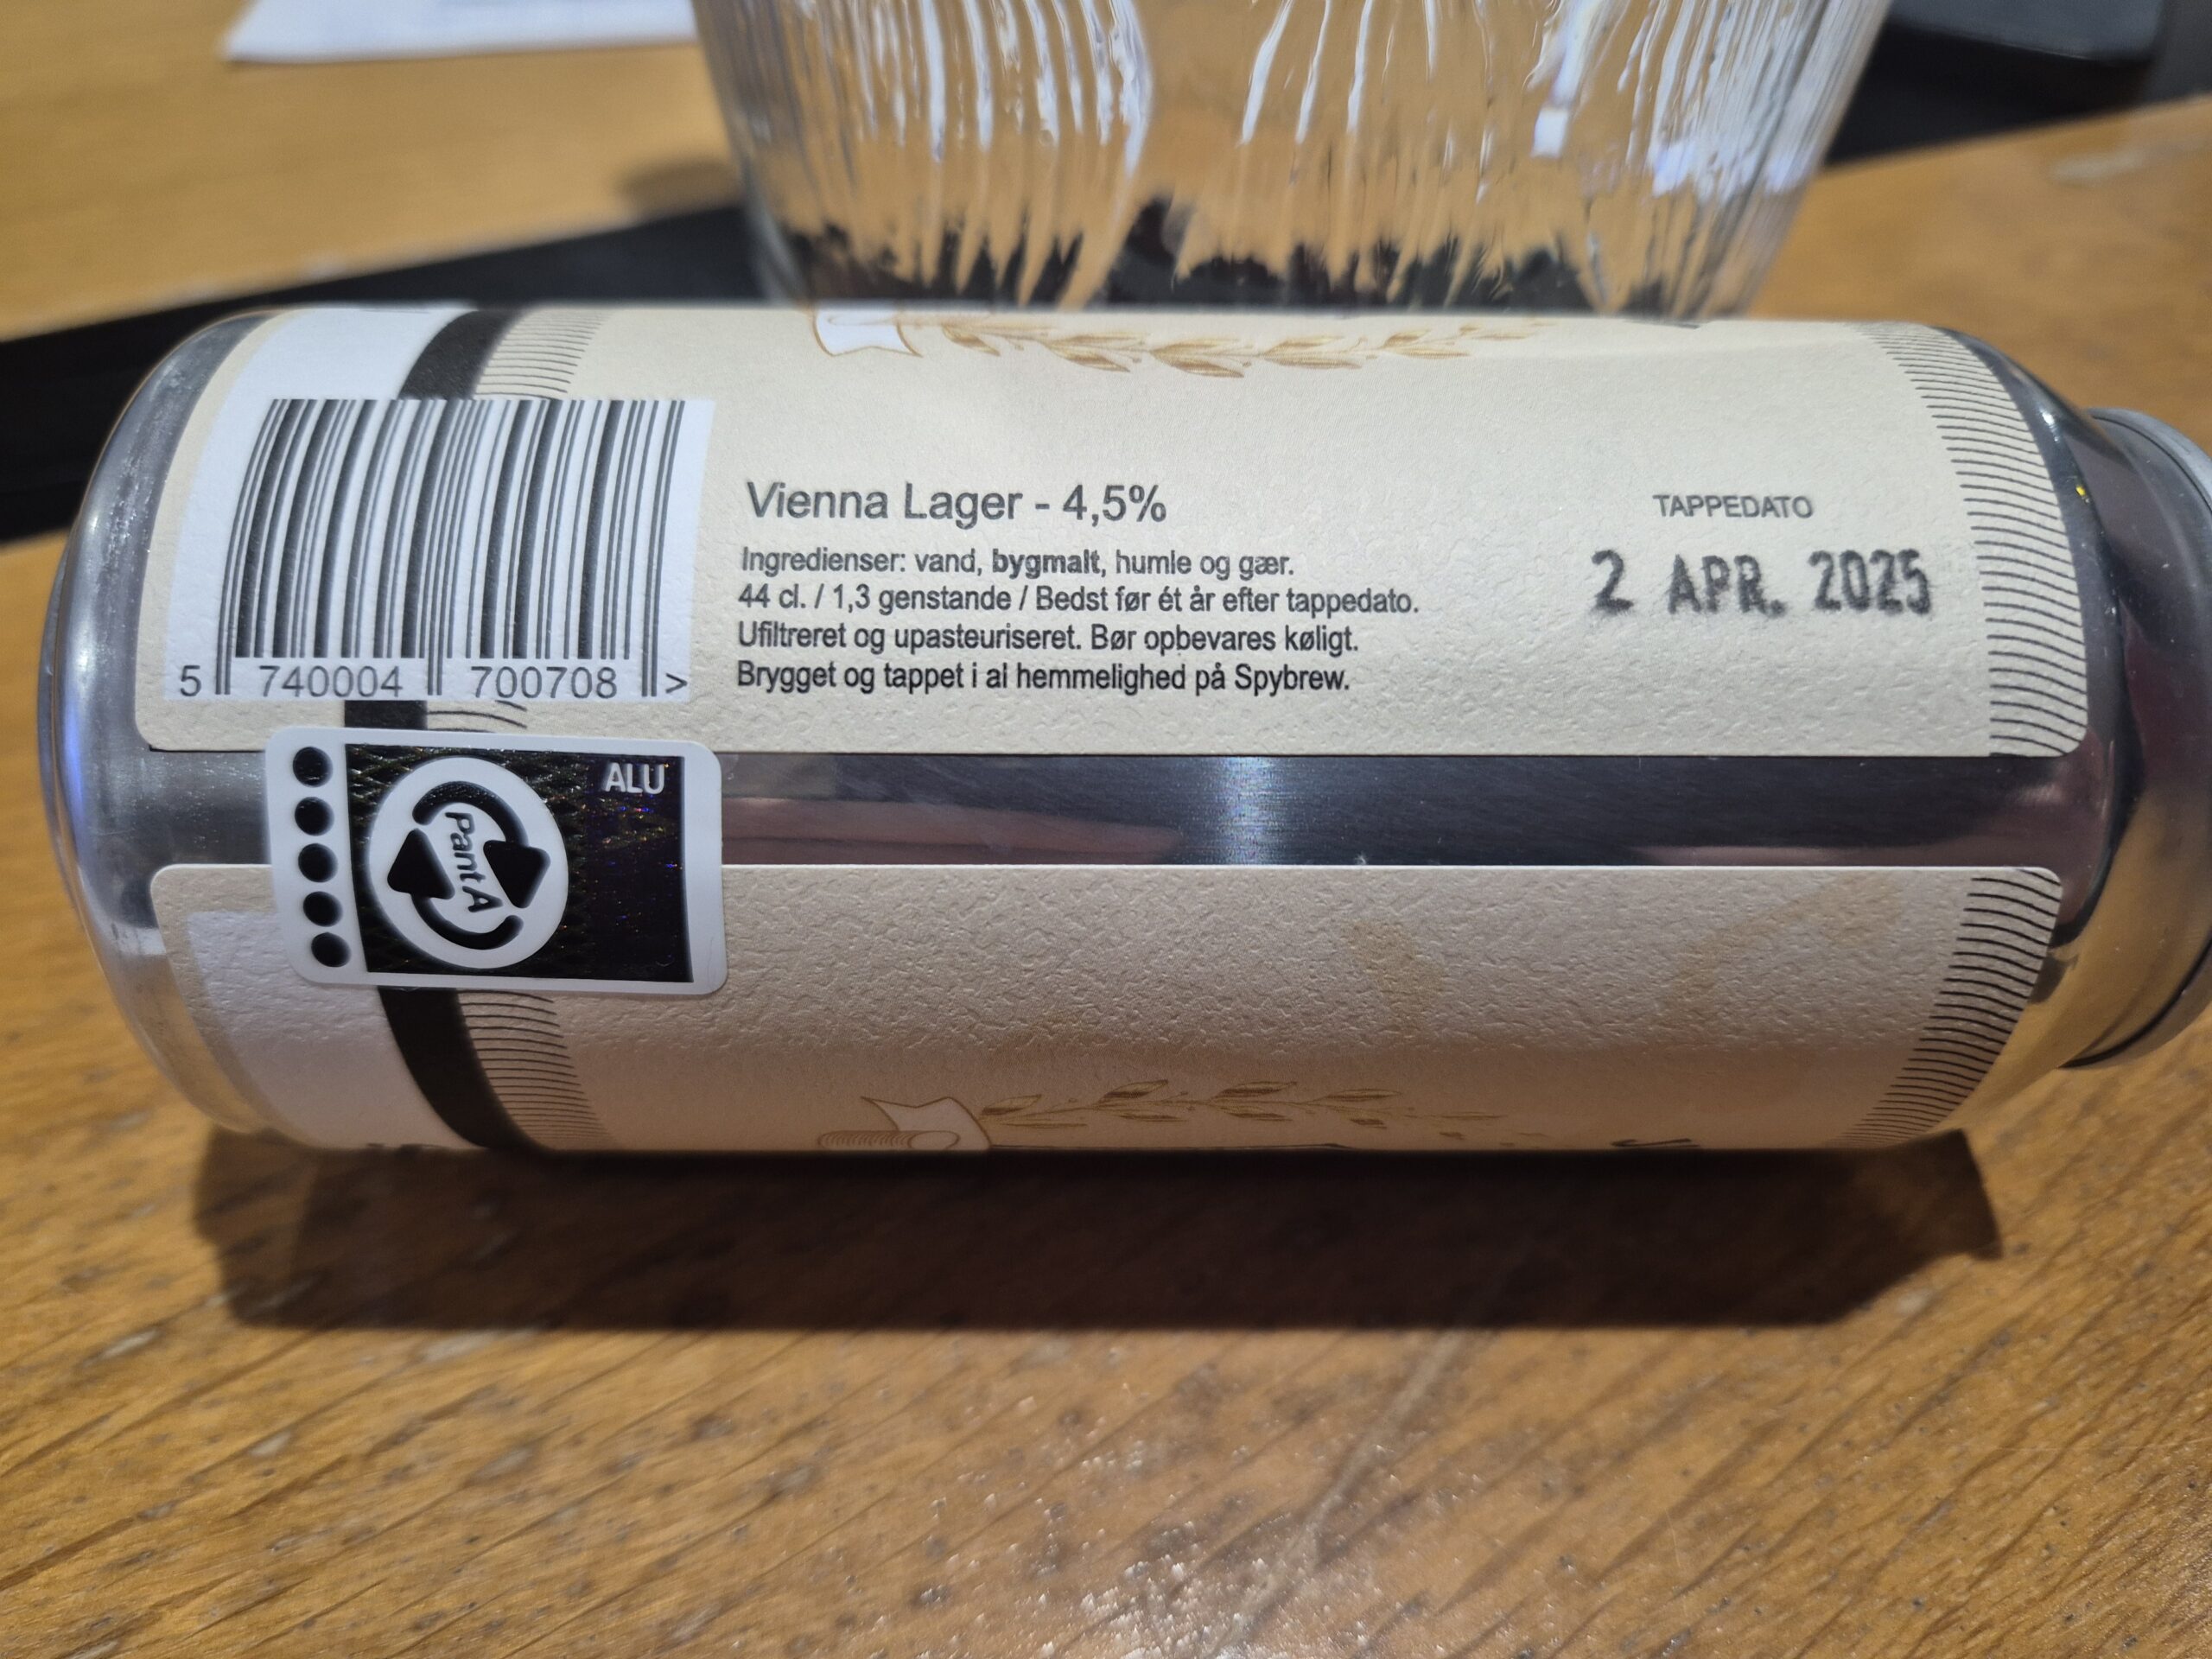 Vienna Lager - 4,5%
Ingredienser: vand, bygmalt, humle og gær.
44 cl. / 1,3 genstande / Bedst før ét år efter tappedato.
Ufiltreret og upasteuriseret. Bør opbevares køligt.
Brygget og tappet i al hemmelighed på Spybrew.
TAPPEDATO
2 APR. 2025
5 740004 700708 >
ALU
Pant A